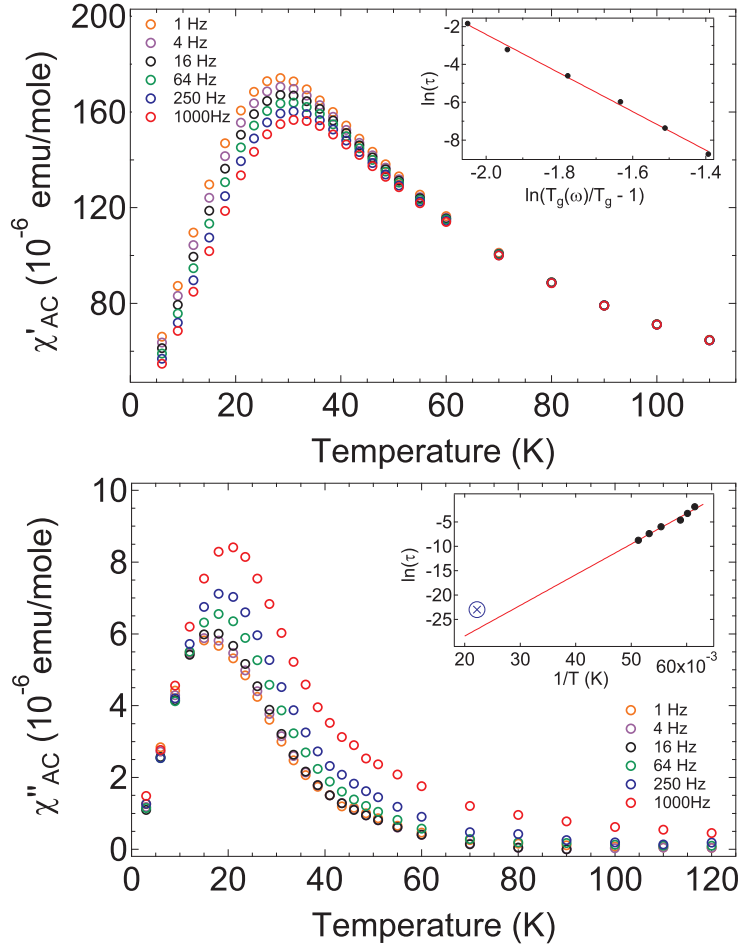 200
160
120
80
χ'AC (10-6 emu/mole)
1 Hz
4 Hz
16 Hz
64 Hz
250 Hz
1000Hz
-2
-4
-6
-8
ln(τ)
-2.0 -1.8 -1.6 -1.4
ln(Tg(ω)/Tg - 1)
0 20 40 60 80 100
Temperature (K)
10
8
6
4
2
0
χ''AC (10-6 emu/mole)
-5
-10
-15
-20
-25
ln(τ)
20 30 40 50 60x10-3
1/T (K)
1 Hz
4 Hz
16 Hz
64 Hz
250 Hz
1000Hz
0 20 40 60 80 100 120
Temperature (K)